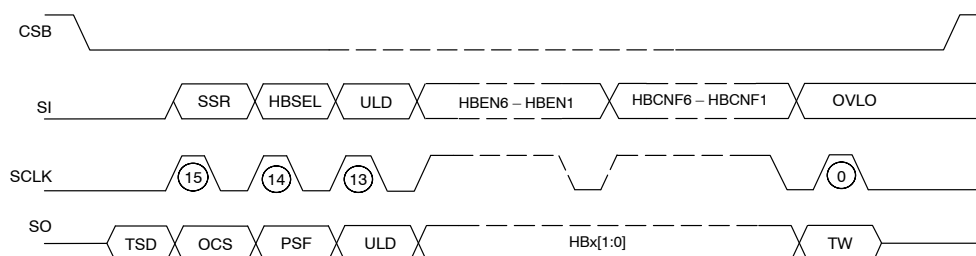 CSB
SI SSR HBSEL ULD HBEN6 – HBEN1 HBCNF6 – HBCNF1 OVLO
SCLK 15 14 13 0
SO TSD OCS PSF ULD HBx[1:0] TW